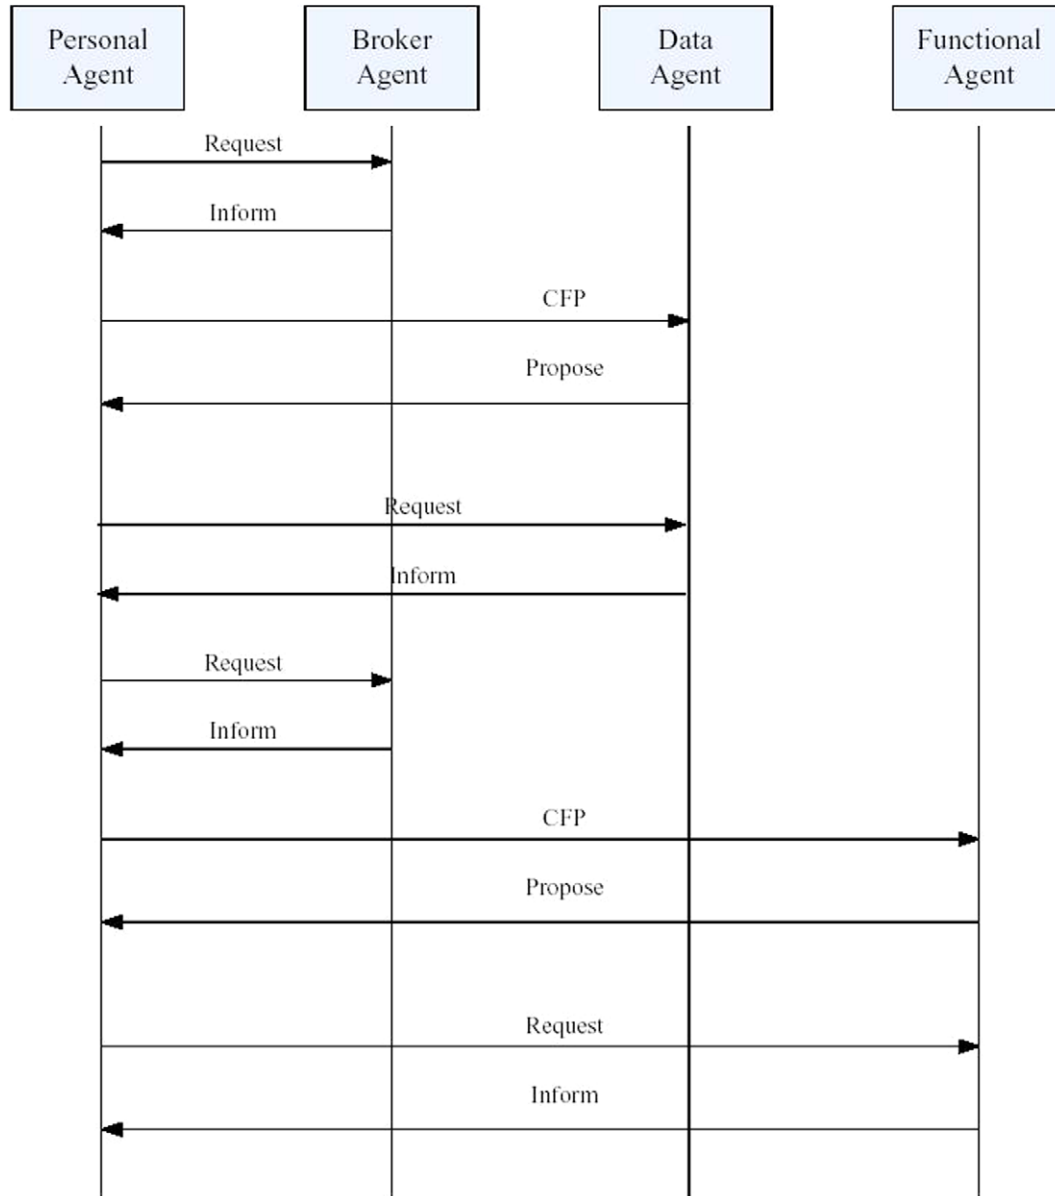 Personal
Agent
Broker
Agent
Data
Agent
Functional
Agent
Request
Inform
CFP
Propose
Request
Inform
Request
Inform
CFP
Propose
Request
Inform